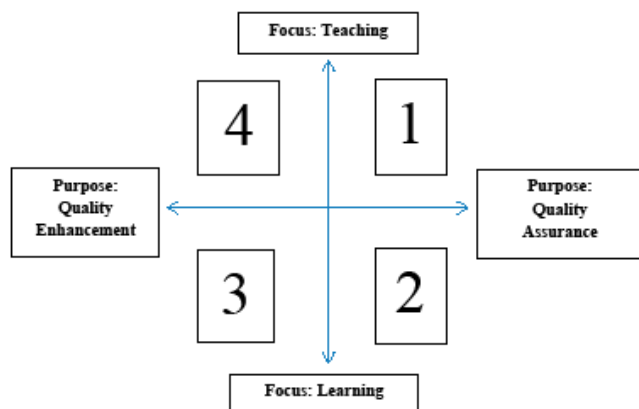 Focus: Teaching
4
1
Purpose:
Quality
Enhancement
Purpose:
Quality
Assurance
3
2
Focus: Learning